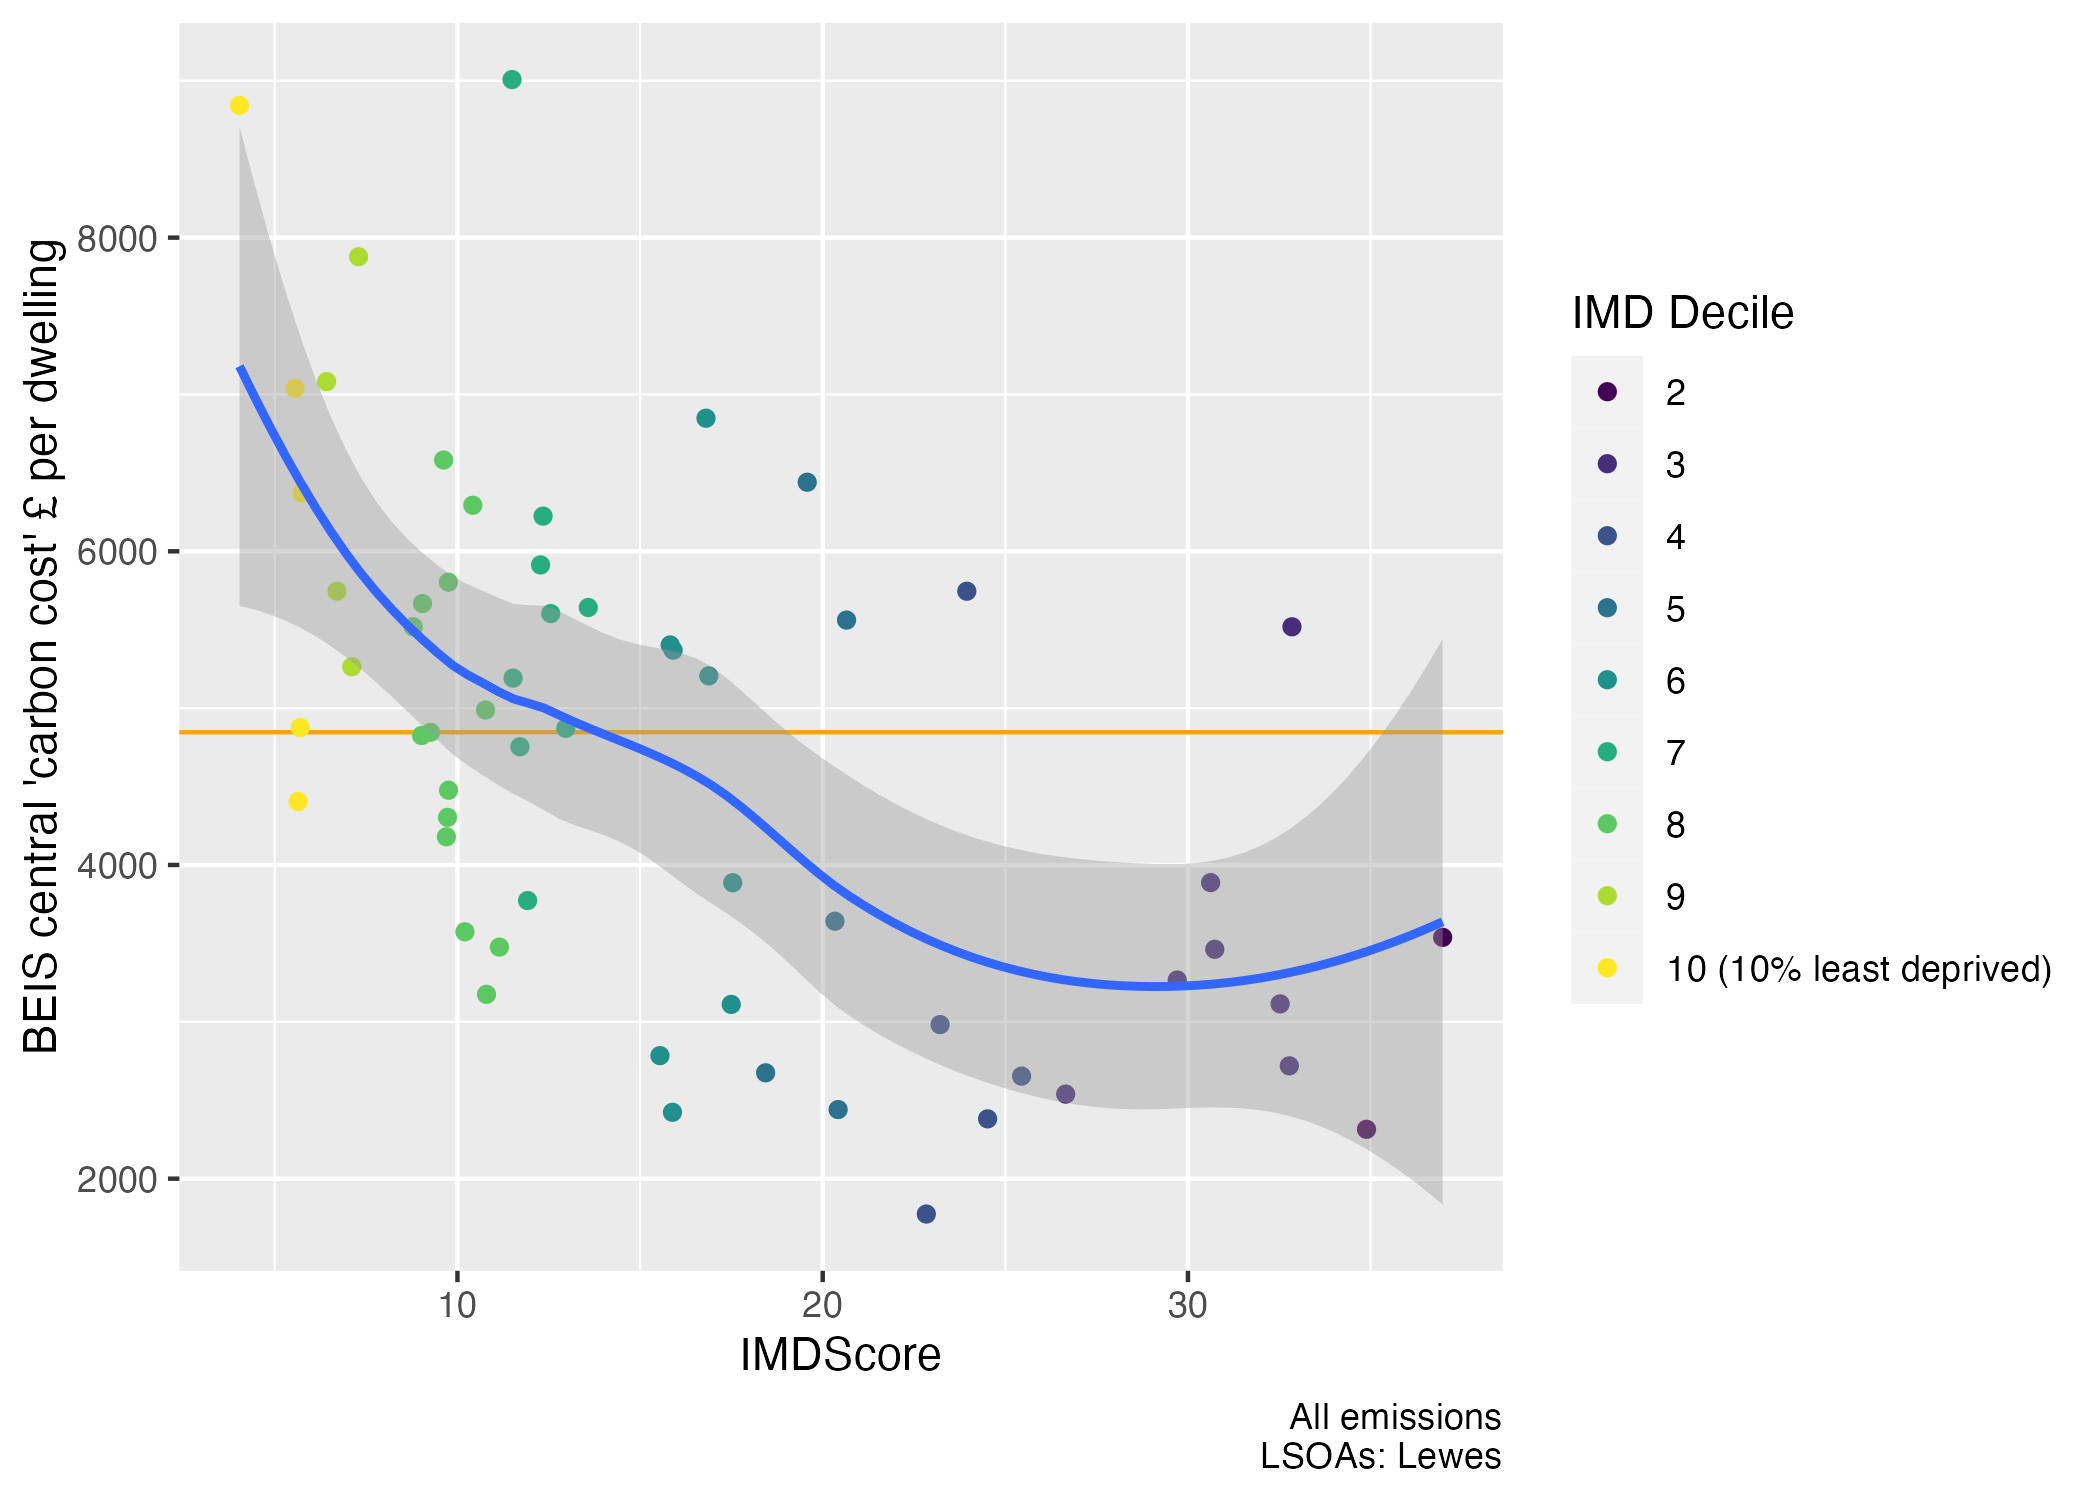 BEIS central 'carbon cost' £ per dwelling
8000
6000
4000
2000
10
20
30
IMDScore
IMD Decile
2
3
4
5
6
7
8
9
10 (10% least deprived)
All emissions
LSOAs: Lewes